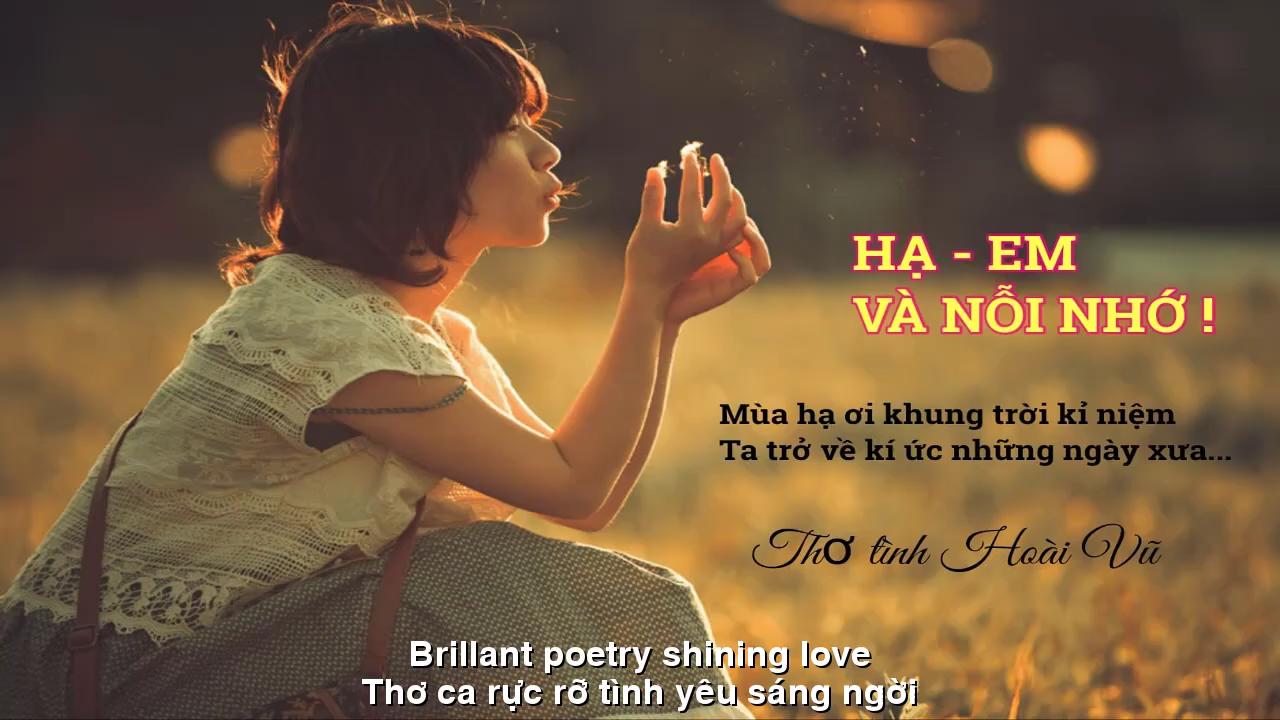 HẠ - EM
VÀ NỖI NHỚ !
Mùa hạ ơi khung trời kỉ niệm
Ta trở về kí ức những ngày xưa...
Thơ tình Hoài Vũ
Brillant poetry shining love
Thơ ca rực rỡ tình yêu sáng ngời